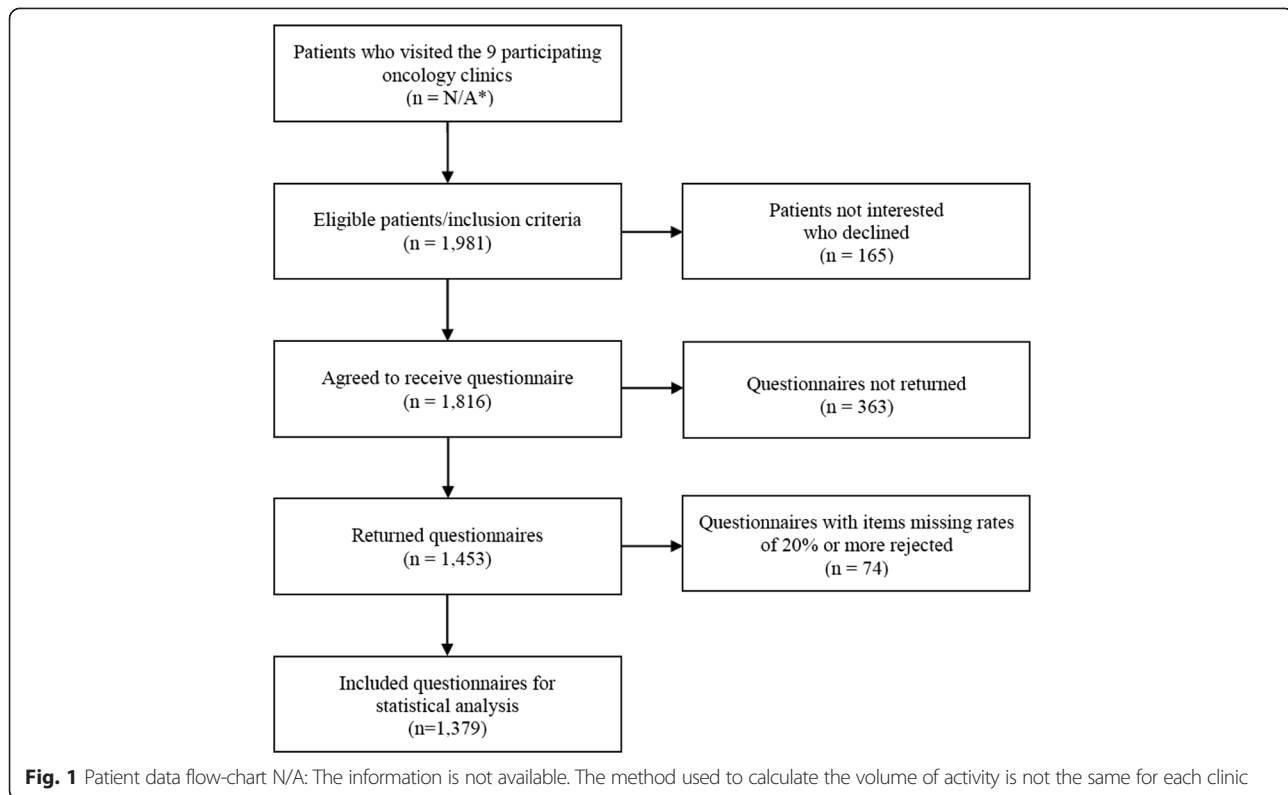 Patients who visited the 9 participating
oncology clinics
(n = N/A*)
Eligible patients/inclusion criteria
(n = 1,981)
Patients not interested
who declined
(n = 165)
Agreed to receive questionnaire
(n = 1,816)
Questionnaires not returned
(n = 363)
Returned questionnaires
(n = 1,453)
Questionnaires with items missing rates
of 20% or more rejected
(n = 74)
Included questionnaires for
statistical analysis
(n=1,379)
Fig. 1 Patient data flow-chart N/A: The information is not available. The method used to calculate the volume of activity is not the same for each clinic